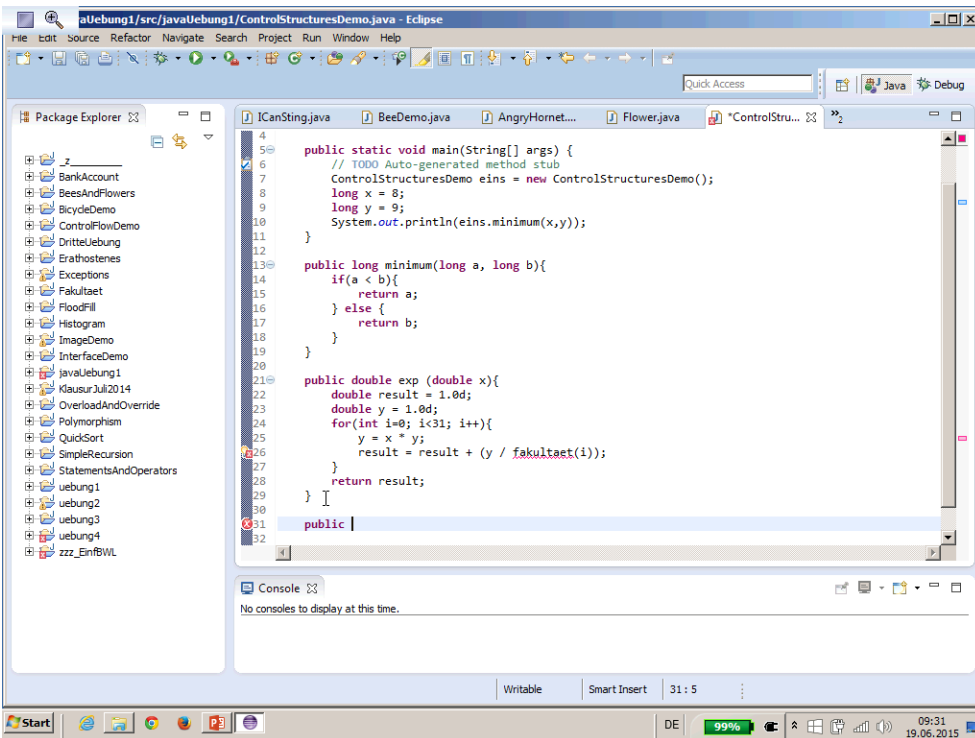 aUebung1/src/javaUebung1/ControlStructuresDemo.java - Eclipse
File Edit Source Refactor Navigate Search Project Run Window Help
Quick Access
Java
Debug
Package Explorer
_z_________
BankAccount
BeesAndFlowers
BicycleDemo
ControlFlowDemo
DritteUebung
Erathostenes
Exceptions
Fakultaet
FloodFill
Histogram
ImageDemo
InterfaceDemo
javaUebung1
KlausurJuli2014
OverloadAndOverride
Polymorphism
QuickSort
SimpleRecursion
StatementsAndOperators
uebung1
uebung2
uebung3
uebung4
zzz_EinfBWL
ICanSting.java BeeDemo.java AngryHornet.... Flower.java *ControlStru... »2
4
5 public static void main(String[] args) {
6 // TODO Auto-generated method stub
7 ControlStructuresDemo eins = new ControlStructuresDemo();
8 long x = 8;
9 long y = 9;
10 System.out.println(eins.minimum(x,y));
11 }
12
13 public long minimum(long a, long b){
14 if(a < b){
15 return a;
16 } else {
17 return b;
18 }
19 }
20
21 public double exp (double x){
22 double result = 1.0d;
23 double y = 1.0d;
24 for(int i=0; i<31; i++){
25 y = x * y;
26 result = result + (y / fakultaet(i));
27 }
28 return result;
29 }
30
31 public
32
Console
No consoles to display at this time.
Writable Smart Insert 31 : 5
Start
DE
99%
09:31
19.06.2015